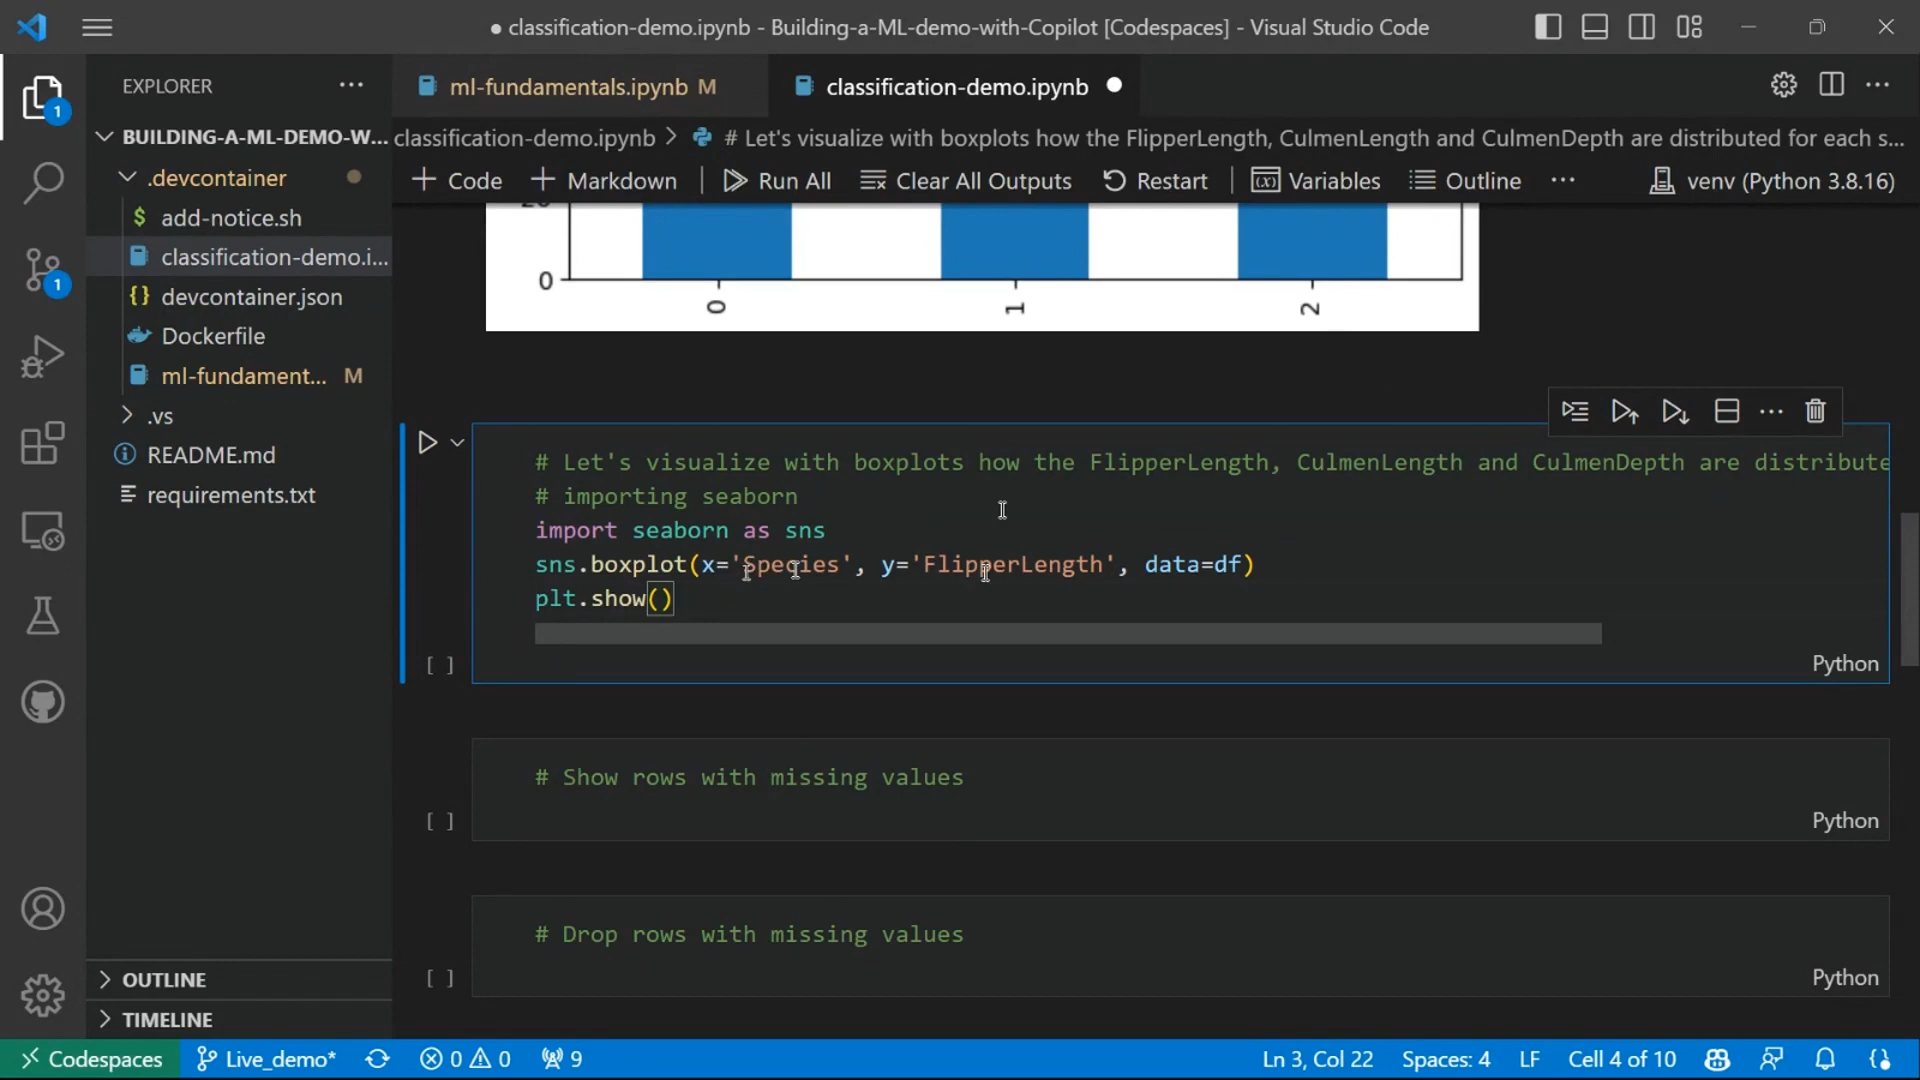 classification-demo.ipynb - Building-a-ML-demo-with-Copilot [Codespaces] - Visual Studio Code
EXPLORER
ml-fundamentals.ipynb M
classification-demo.ipynb
BUILDING-A-ML-DEMO-W...
classification-demo.ipynb > # Let's visualize with boxplots how the FlipperLength, CulmenLength and CulmenDepth are distributed for each s...
Code
Markdown
Run All
Clear All Outputs
Restart
Variables
Outline
venv (Python 3.8.16)
.devcontainer
add-notice.sh
classification-demo.i...
devcontainer.json
Dockerfile
ml-fundament... M
.vs
README.md
requirements.txt
OUTLINE
TIMELINE
1
1
20
0
0
1
2
# Let's visualize with boxplots how the FlipperLength, CulmenLength and CulmenDepth are distribute
# importing seaborn
import seaborn as sns
sns.boxplot(x='Species', y='FlipperLength', data=df)
plt.show()
[ ]
Python
# Show rows with missing values
[ ]
Python
# Drop rows with missing values
[ ]
Python
Codespaces
Live_demo*
0
0
9
Ln 3, Col 22
Spaces: 4
LF
Cell 4 of 10